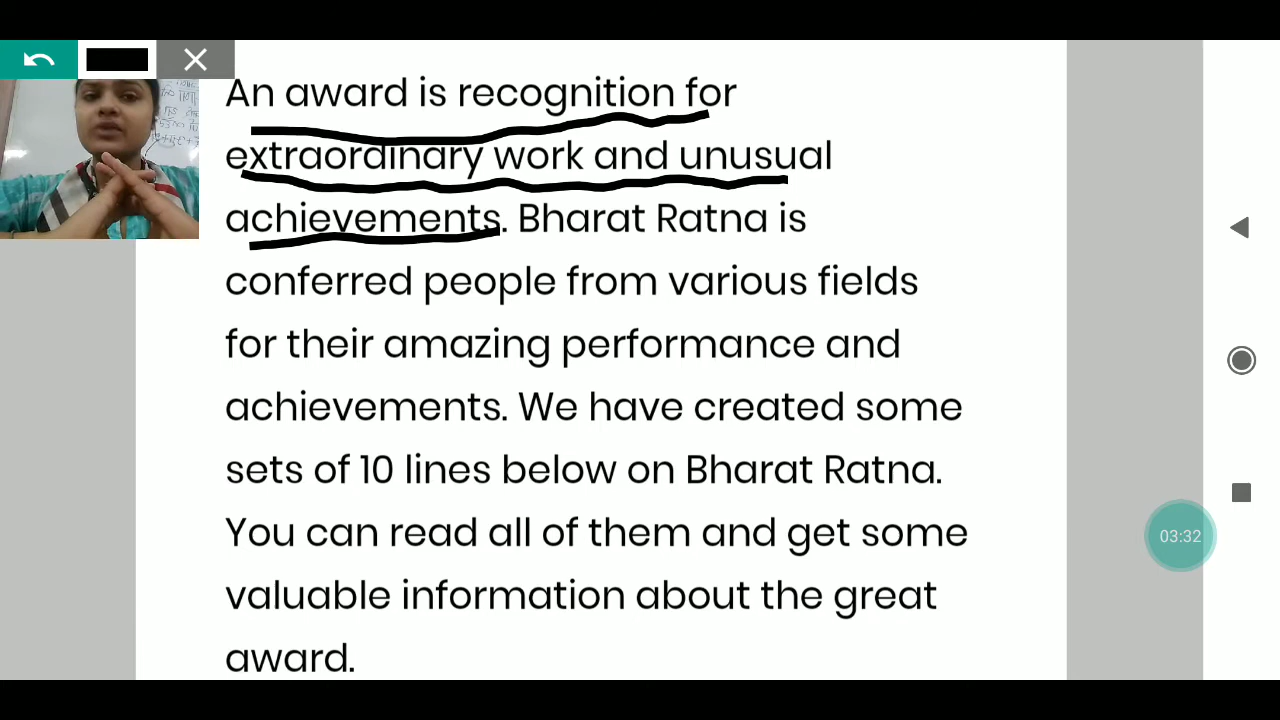 An award is recognition for
extraordinary work and unusual
achievements. Bharat Ratna is
conferred people from various fields
for their amazing performance and
achievements. We have created some
sets of 10 lines below on Bharat Ratna.
You can read all of them and get some
valuable information about the great
award.
03:32